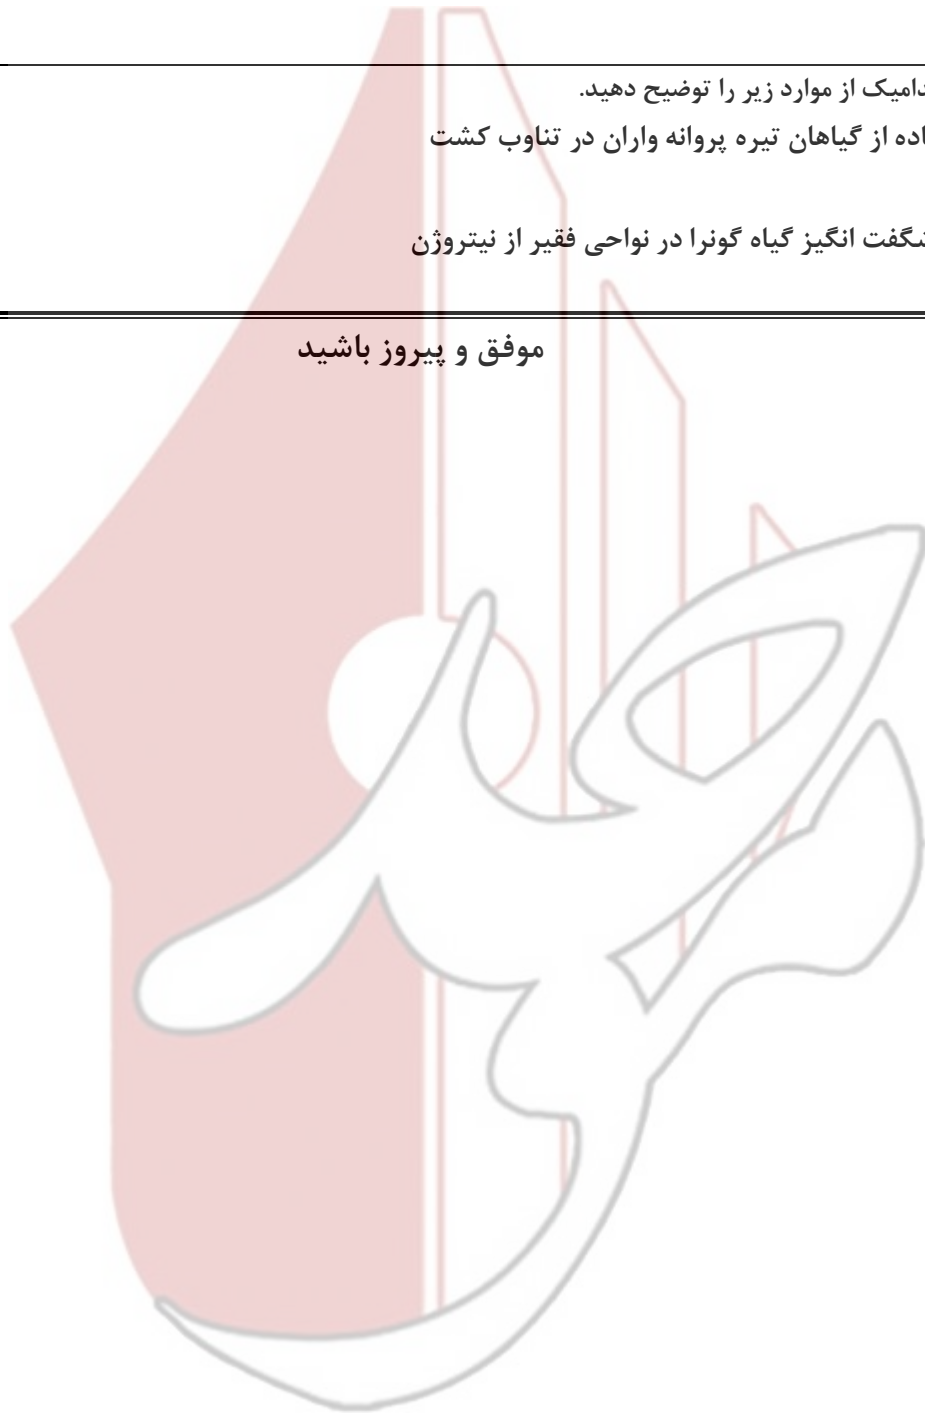 دامیک از موارد زیر را توضیح دهید.
اده از گیاهان تیره پروانه واران در تناوب کشت
شگفت انگیز گیاه گونرا در نواحی فقیر از نیتروژن
موفق و پیروز باشید